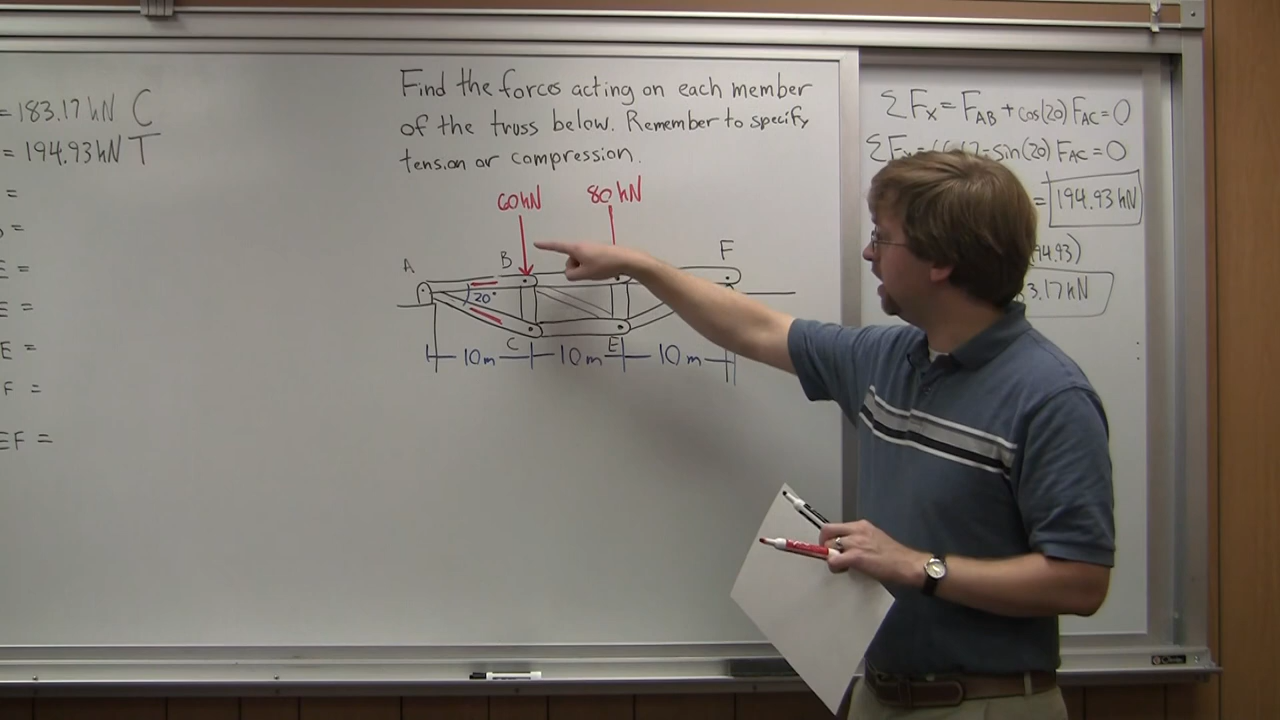 = 183.17 kN C
= 194.93 kN T
=
=
E =
E =
E =
F =
EF =
Find the forces acting on each member
of the truss below. Remember to specify
tension or compression.
60 kN 80 kN
A B F
20°
C E
10 m 10 m 10 m
ΣFx = FAB + cos(20) FAC = 0
sin(20) FAC = 0
= 194.93 kN
94.93)
3.17 kN